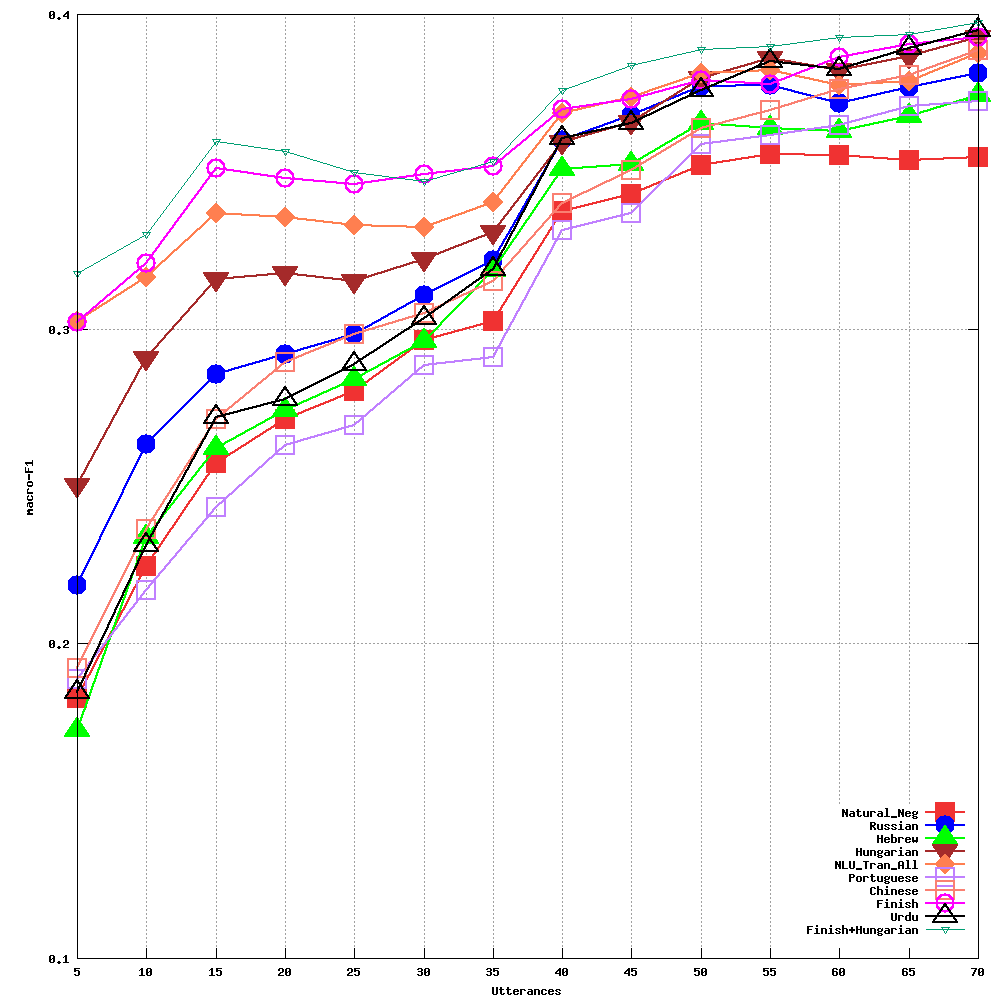 0.4
0.3
0.2
0.1
macro-F1
5 10 15 20 25 30 35 40 45 50 55 60 65 70
Utterances
Natural_Neg
Russian
Hebrew
Hungarian
NLU_Tran_All
Portuguese
Chinese
Finish
Urdu
Finish+Hungarian